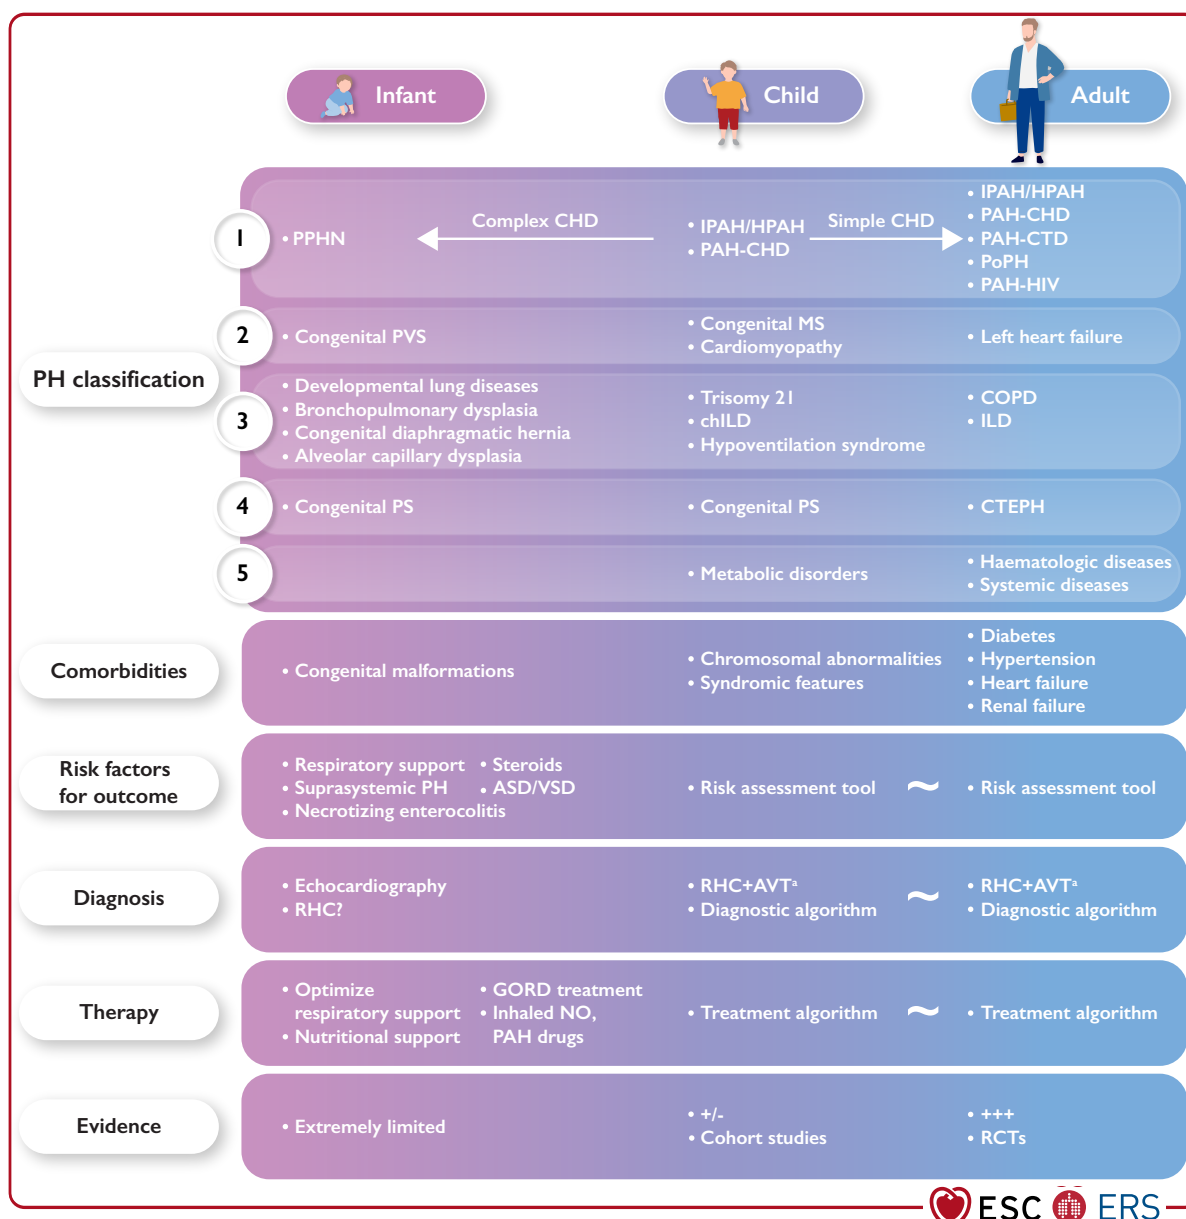 Infant
Child
Adult
PH classification
1
• PPHN
Complex CHD
• IPAH/HPAH
• PAH-CHD
Simple CHD
• IPAH/HPAH
• PAH-CHD
• PAH-CTD
• PoPH
• PAH-HIV
2
• Congenital PVS
• Congenital MS
• Cardiomyopathy
• Left heart failure
3
• Developmental lung diseases
• Bronchopulmonary dysplasia
• Congenital diaphragmatic hernia
• Alveolar capillary dysplasia
• Trisomy 21
• chILD
• Hypoventilation syndrome
• COPD
• ILD
4
• Congenital PS
• Congenital PS
• CTEPH
5
• Metabolic disorders
• Haematologic diseases
• Systemic diseases
Comorbidities
• Congenital malformations
• Chromosomal abnormalities
• Syndromic features
• Diabetes
• Hypertension
• Heart failure
• Renal failure
Risk factors
for outcome
• Respiratory support
• Suprasystemic PH
• Necrotizing enterocolitis
• Steroids
• ASD/VSD
• Risk assessment tool
~
• Risk assessment tool
Diagnosis
• Echocardiography
• RHC?
• RHC+AVTᵃ
• Diagnostic algorithm
~
• RHC+AVTᵃ
• Diagnostic algorithm
Therapy
• Optimize
respiratory support
• Nutritional support
• GORD treatment
• Inhaled NO,
PAH drugs
• Treatment algorithm
~
• Treatment algorithm
Evidence
• Extremely limited
• +/-
• Cohort studies
• +++
• RCTs
ESC
ERS